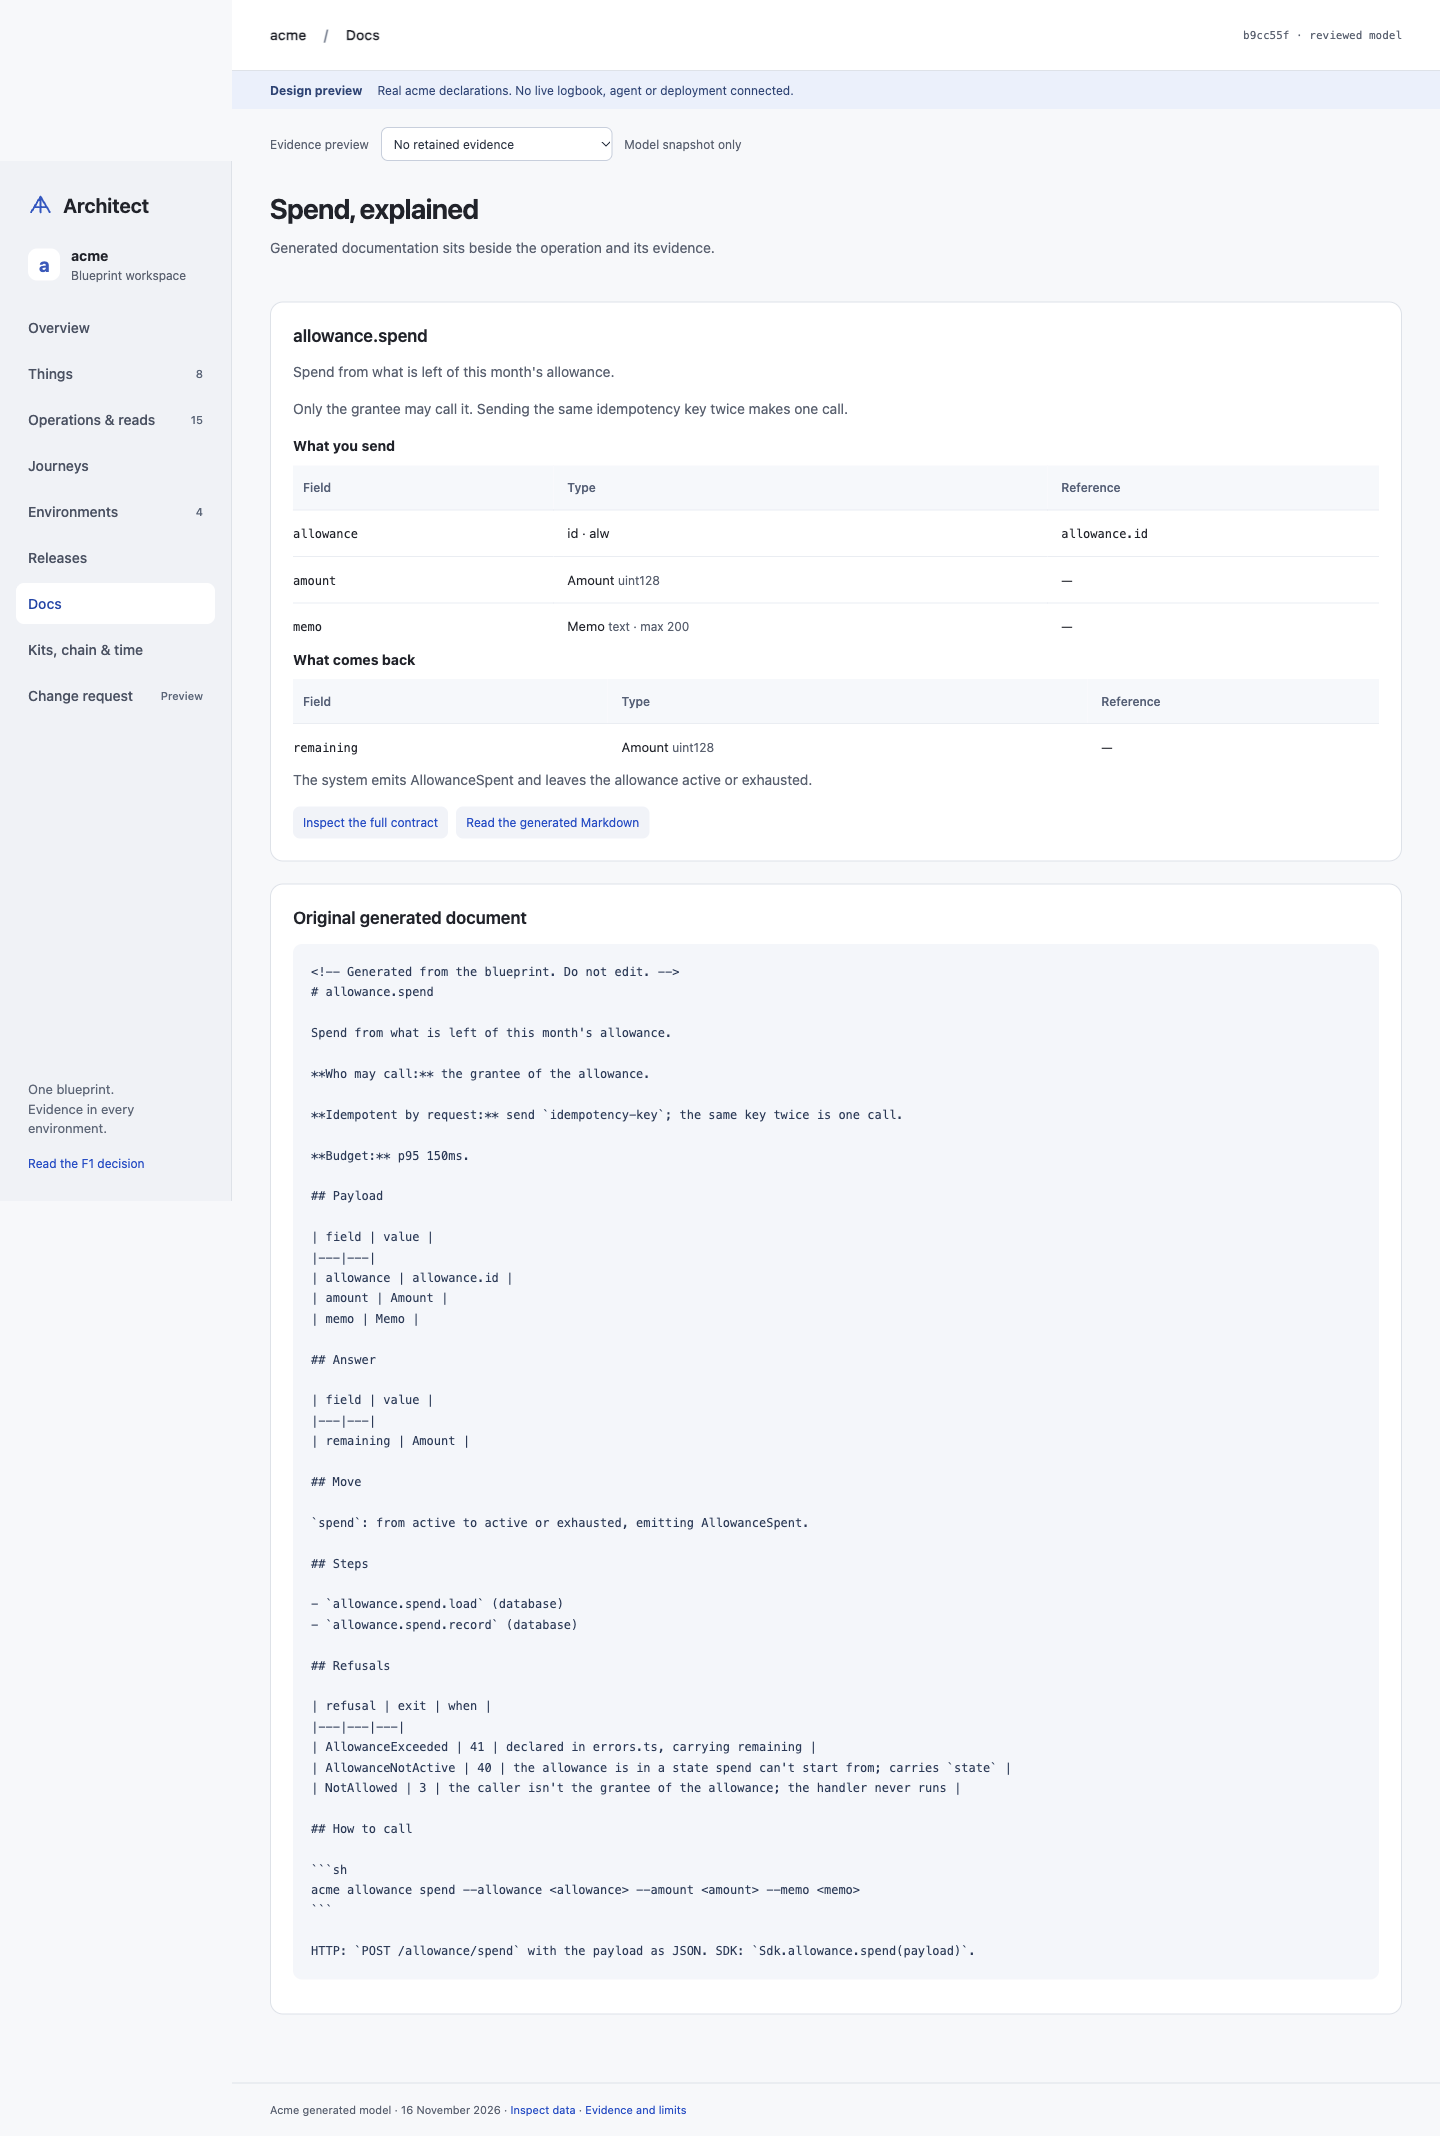 acme / Docs
b9cc55f · reviewed model
Design preview Real acme declarations. No live logbook, agent or deployment connected.
Evidence preview No retained evidence Model snapshot only
Architect
a
acme
Blueprint workspace
Overview
Things 8
Operations & reads 15
Journeys
Environments 4
Releases
Docs
Kits, chain & time
Change request Preview
One blueprint.
Evidence in every
environment.
Read the F1 decision
Spend, explained
Generated documentation sits beside the operation and its evidence.
allowance.spend
Spend from what is left of this month's allowance.
Only the grantee may call it. Sending the same idempotency key twice makes one call.
What you send
Field Type Reference
allowance id · alw allowance.id
amount Amount uint128 —
memo Memo text · max 200 —
What comes back
Field Type Reference
remaining Amount uint128 —
The system emits AllowanceSpent and leaves the allowance active or exhausted.
Inspect the full contract Read the generated Markdown
Original generated document
<!-- Generated from the blueprint. Do not edit. -->
# allowance.spend
Spend from what is left of this month's allowance.
**Who may call:** the grantee of the allowance.
**Idempotent by request:** send `idempotency-key`; the same key twice is one call.
**Budget:** p95 150ms.
## Payload
| field | value |
|---|---|
| allowance | allowance.id |
| amount | Amount |
| memo | Memo |
## Answer
| field | value |
|---|---|
| remaining | Amount |
## Move
`spend`: from active to active or exhausted, emitting AllowanceSpent.
## Steps
- `allowance.spend.load` (database)
- `allowance.spend.record` (database)
## Refusals
| refusal | exit | when |
|---|---|---|
| AllowanceExceeded | 41 | declared in errors.ts, carrying remaining |
| AllowanceNotActive | 40 | the allowance is in a state spend can't start from; carries `state` |
| NotAllowed | 3 | the caller isn't the grantee of the allowance; the handler never runs |
## How to call
```sh
acme allowance spend --allowance <allowance> --amount <amount> --memo <memo>
```
HTTP: `POST /allowance/spend` with the payload as JSON. SDK: `Sdk.allowance.spend(payload)`.
Acme generated model · 16 November 2026 · Inspect data · Evidence and limits